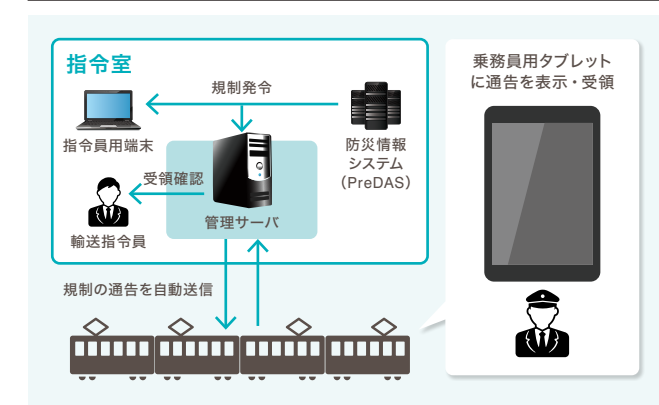 指令室
規制発令
指令員用端末
防災情報
システム
（PreDAS）
受領確認
管理サーバ
輸送指令員
規制の通告を自動送信
乗務員用タブレット
に通告を表示・受領